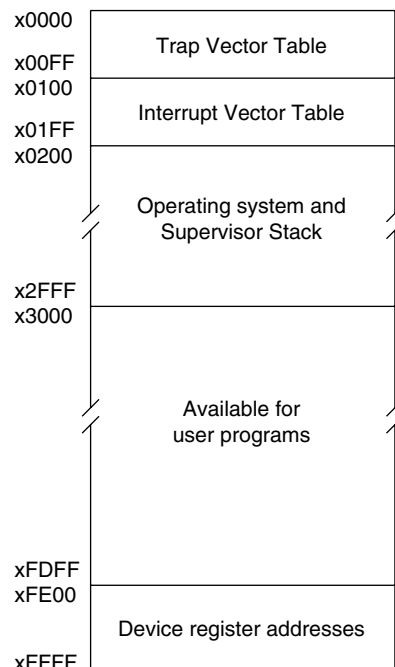 x0000
Trap Vector Table
x00FF
x0100
Interrupt Vector Table
x01FF
x0200
Operating system and
Supervisor Stack
x2FFF
x3000
Available for
user programs
xFDFF
xFE00
Device register addresses
xFFFF